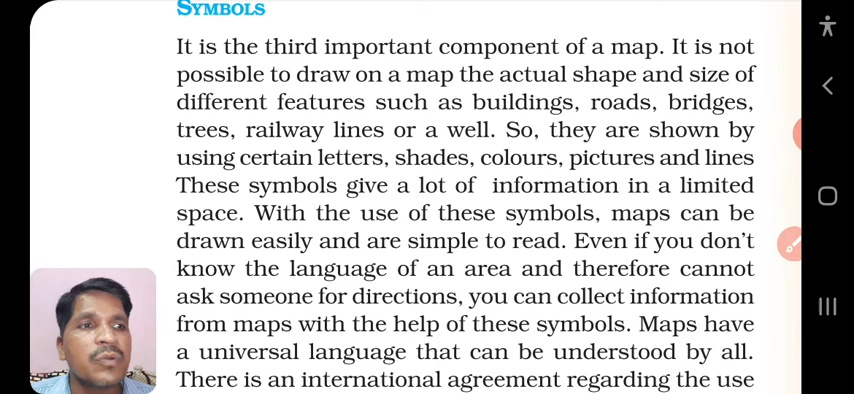 SYMBOLS
It is the third important component of a map. It is not
possible to draw on a map the actual shape and size of
different features such as buildings, roads, bridges,
trees, railway lines or a well. So, they are shown by
using certain letters, shades, colours, pictures and lines
These symbols give a lot of information in a limited
space. With the use of these symbols, maps can be
drawn easily and are simple to read. Even if you don't
know the language of an area and therefore cannot
ask someone for directions, you can collect information
from maps with the help of these symbols. Maps have
a universal language that can be understood by all.
There is an international agreement regarding the use